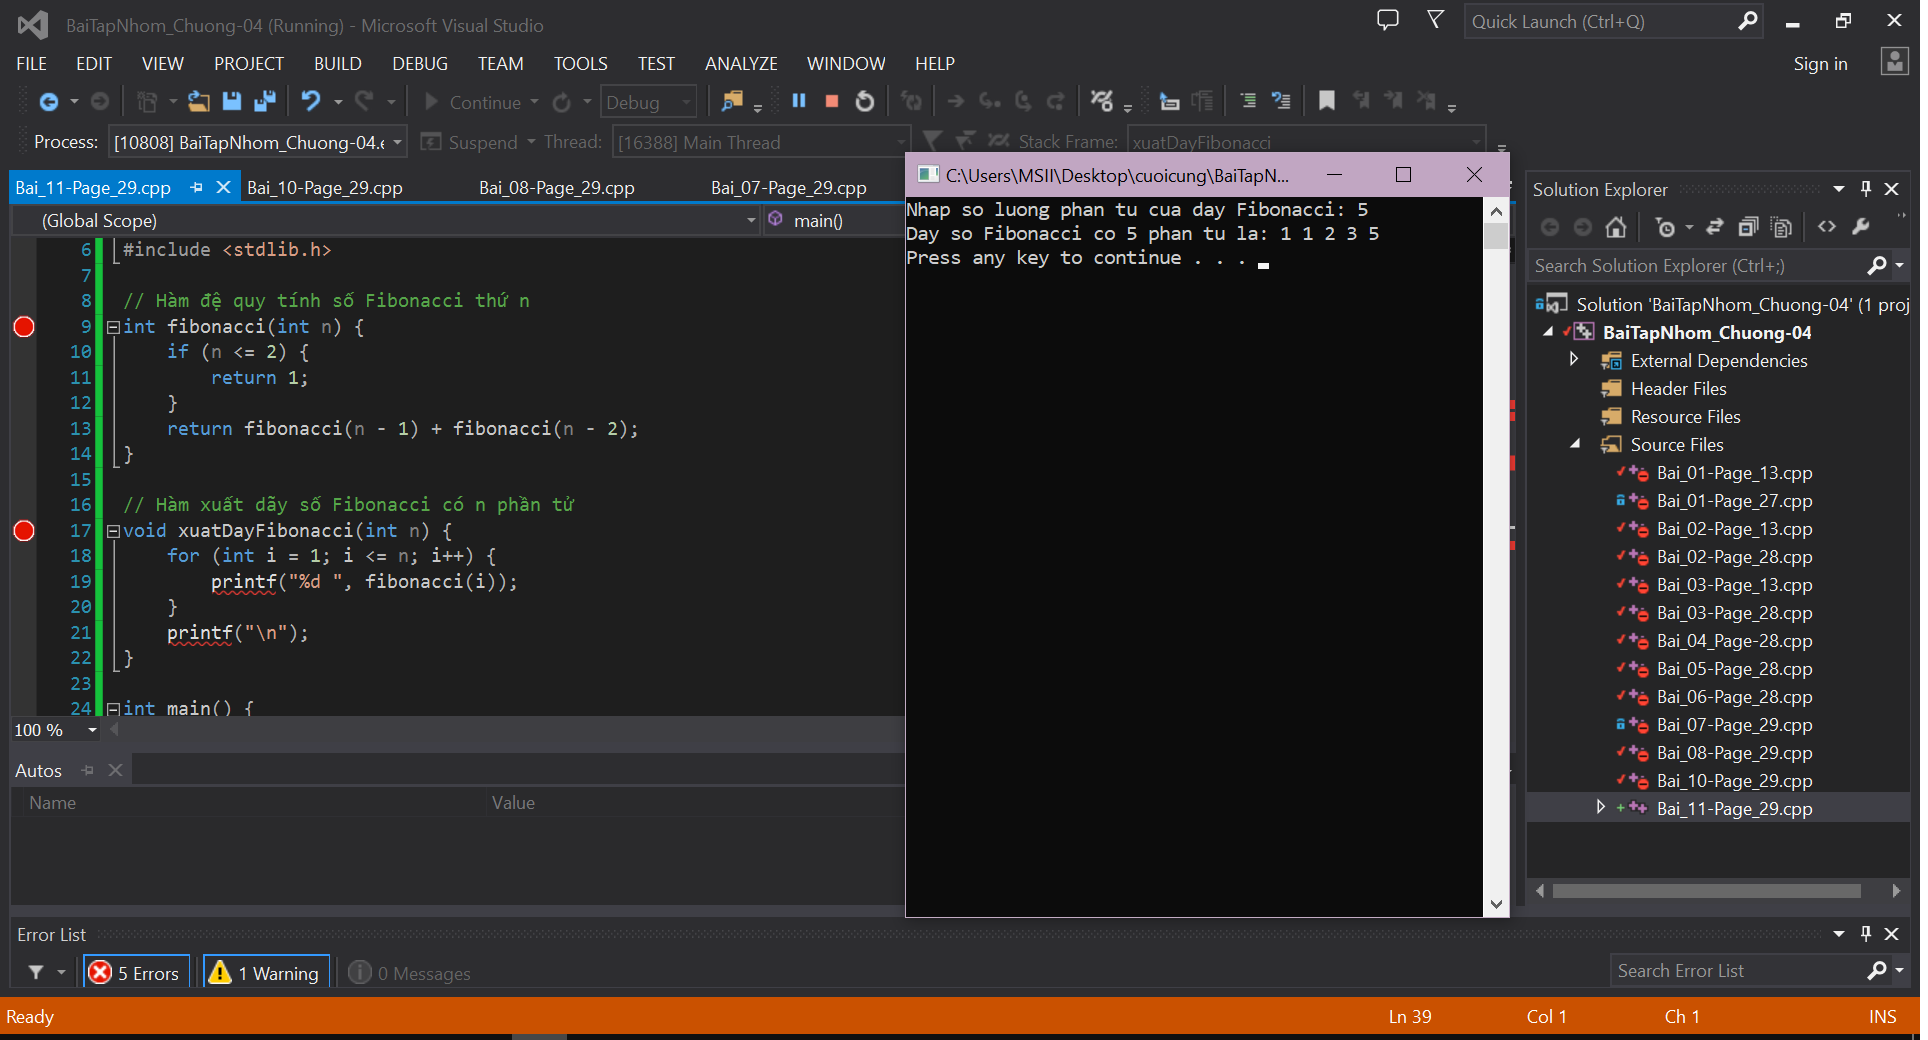 BaiTapNhom_Chuong-04 (Running) - Microsoft Visual Studio
Quick Launch (Ctrl+Q)
FILE EDIT VIEW PROJECT BUILD DEBUG TEAM TOOLS TEST ANALYZE WINDOW HELP
Sign in
Continue
Debug
Process: [10808] BaiTapNhom_Chuong-04.e
Suspend
Thread: [16388] Main Thread
Stack Frame: xuatDayFibonacci
Bai_11-Page_29.cpp
Bai_10-Page_29.cpp
Bai_08-Page_29.cpp
Bai_07-Page_29.cpp
(Global Scope)
main()
6 #include <stdlib.h>
7
8 // Hàm đệ quy tính số Fibonacci thứ n
9 int fibonacci(int n) {
10 if (n <= 2) {
11 return 1;
12 }
13 return fibonacci(n - 1) + fibonacci(n - 2);
14 }
15
16 // Hàm xuất dãy số Fibonacci có n phần tử
17 void xuatDayFibonacci(int n) {
18 for (int i = 1; i <= n; i++) {
19 printf("%d ", fibonacci(i));
20 }
21 printf("\n");
22 }
23
24 int main() {
100 %
C:\Users\MSII\Desktop\cuoicung\BaiTapN...
Nhap so luong phan tu cua day Fibonacci: 5
Day so Fibonacci co 5 phan tu la: 1 1 2 3 5
Press any key to continue . . .
Solution Explorer
Search Solution Explorer (Ctrl+;)
Solution 'BaiTapNhom_Chuong-04' (1 proj
BaiTapNhom_Chuong-04
External Dependencies
Header Files
Resource Files
Source Files
Bai_01-Page_13.cpp
Bai_01-Page_27.cpp
Bai_02-Page_13.cpp
Bai_02-Page_28.cpp
Bai_03-Page_13.cpp
Bai_03-Page_28.cpp
Bai_04_Page-28.cpp
Bai_05-Page_28.cpp
Bai_06-Page_28.cpp
Bai_07-Page_29.cpp
Bai_08-Page_29.cpp
Bai_10-Page_29.cpp
Bai_11-Page_29.cpp
Autos
Name Value
Error List
5 Errors
1 Warning
0 Messages
Search Error List
Ready
Ln 39
Col 1
Ch 1
INS